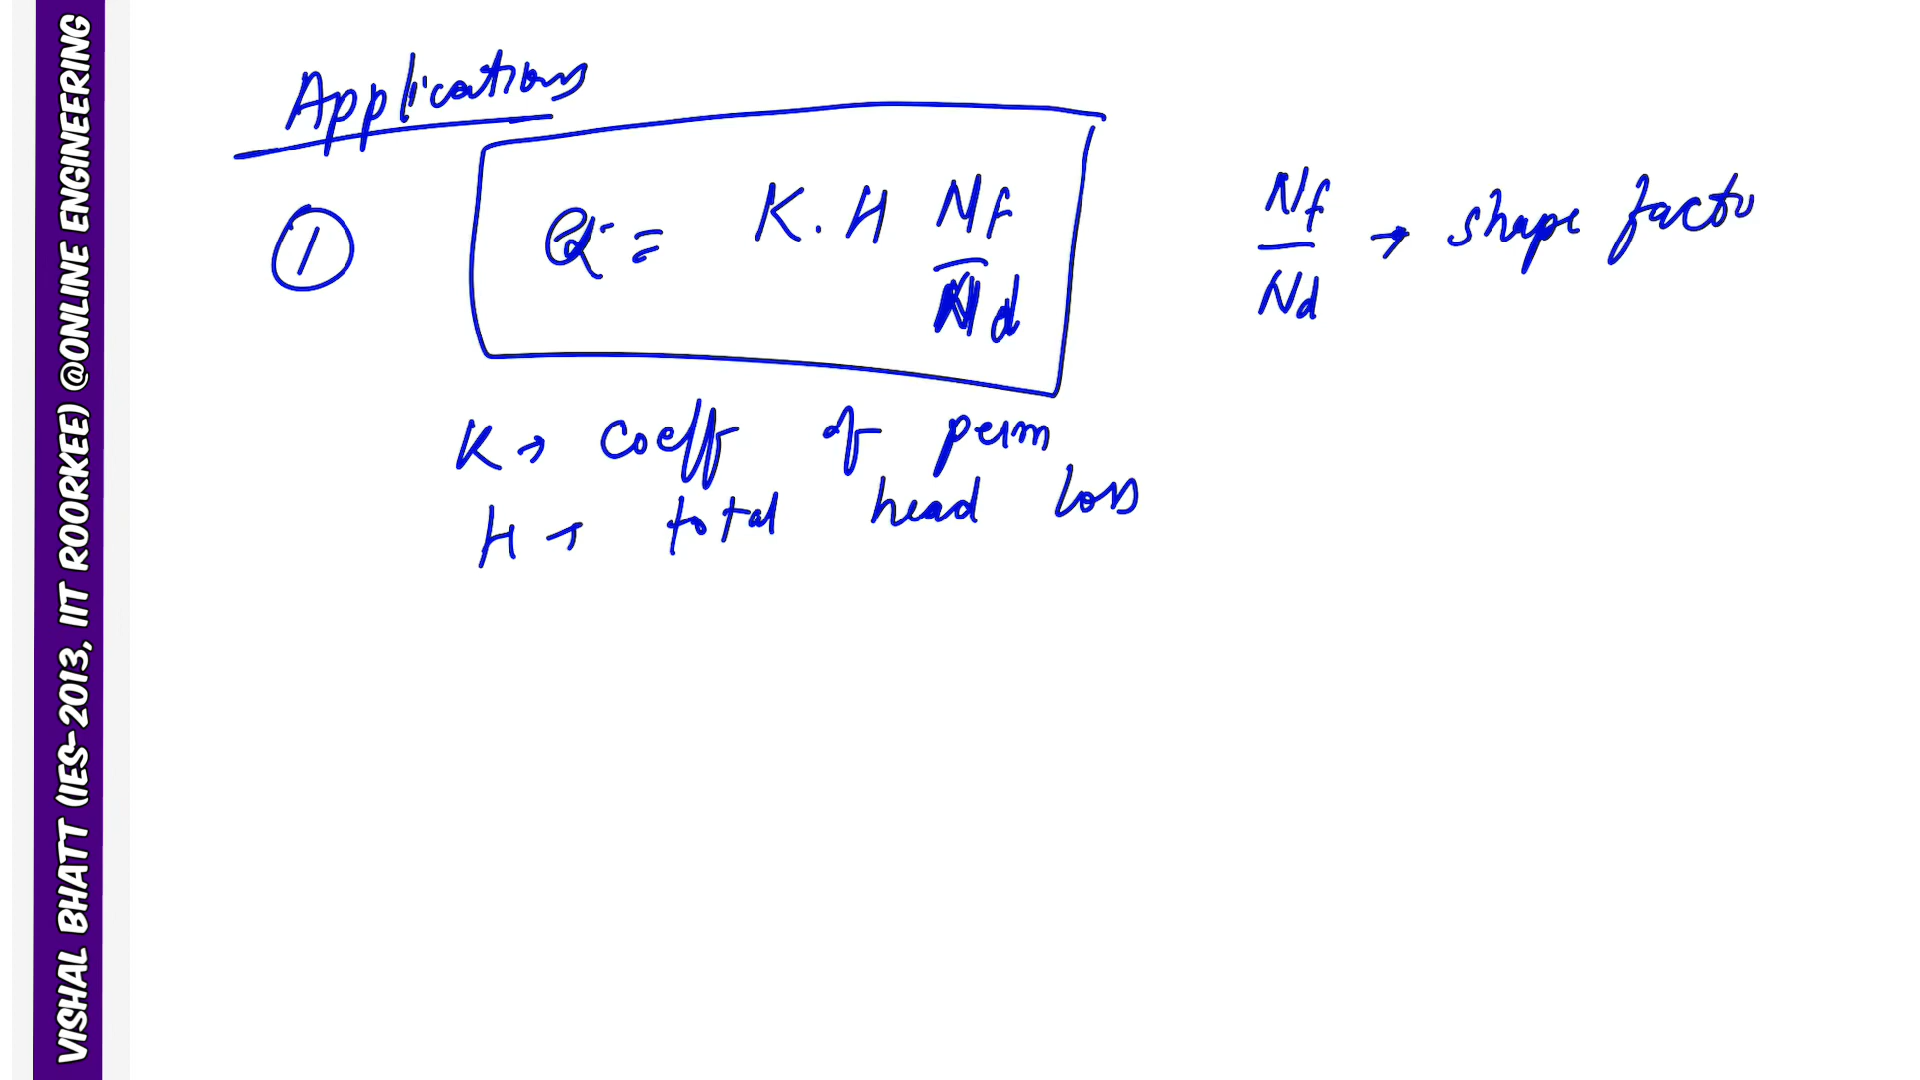 VISHAL BHATT (IES-2013, IIT ROORKEE) @ONLINE ENGINEERING
Applications
① Q = K . H Nf / Nd
Nf / Nd → shape facto
K → coeff of perm
H → total head loss